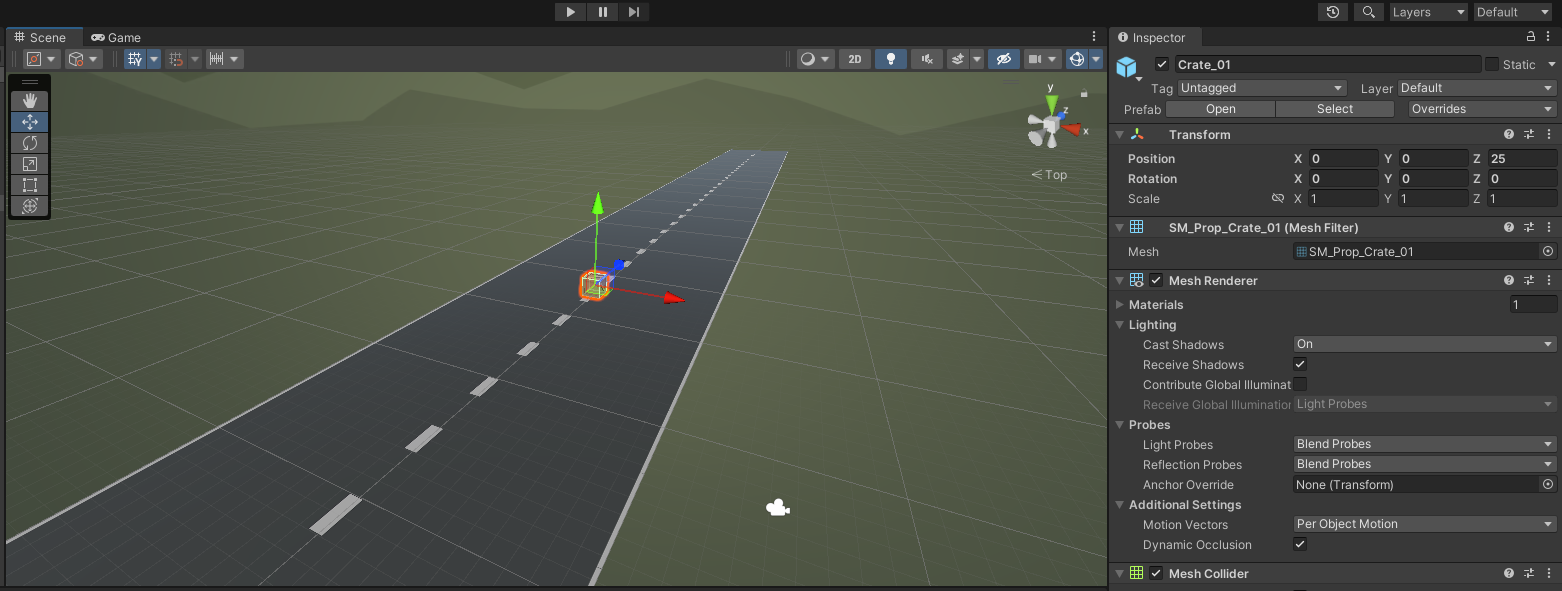 Layers
Default
Scene
Game
Inspector
2D
Crate_01
Static
Tag
Untagged
Layer
Default
Prefab
Open
Select
Overrides
y
z
x
Top
Transform
Position
X 0 Y 0 Z 25
Rotation
X 0 Y 0 Z 0
Scale
X 1 Y 1 Z 1
SM_Prop_Crate_01 (Mesh Filter)
Mesh
SM_Prop_Crate_01
Mesh Renderer
Materials
1
Lighting
Cast Shadows
On
Receive Shadows
Contribute Global Illuminat
Receive Global Illumination
Light Probes
Probes
Light Probes
Blend Probes
Reflection Probes
Blend Probes
Anchor Override
None (Transform)
Additional Settings
Motion Vectors
Per Object Motion
Dynamic Occlusion
Mesh Collider